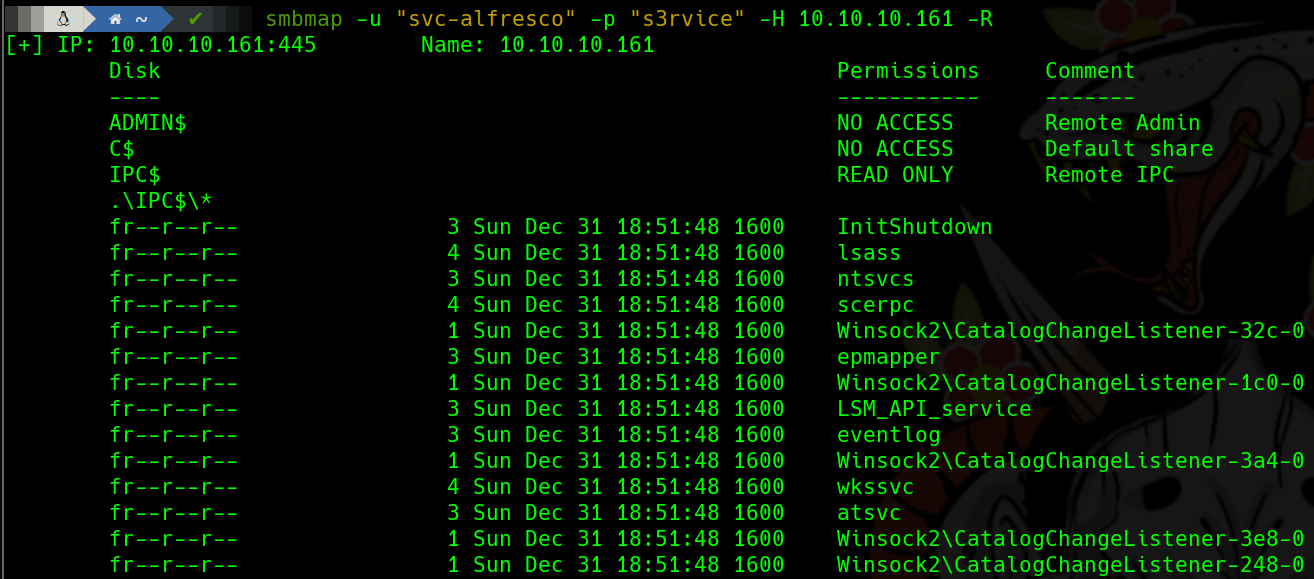 ~ ✔ smbmap -u "svc-alfresco" -p "s3rvice" -H 10.10.10.161 -R
[+] IP: 10.10.10.161:445 Name: 10.10.10.161
Disk Permissions Comment
---- ----------- -------
ADMIN$ NO ACCESS Remote Admin
C$ NO ACCESS Default share
IPC$ READ ONLY Remote IPC
.\IPC$\*
fr--r--r-- 3 Sun Dec 31 18:51:48 1600 InitShutdown
fr--r--r-- 4 Sun Dec 31 18:51:48 1600 lsass
fr--r--r-- 3 Sun Dec 31 18:51:48 1600 ntsvcs
fr--r--r-- 4 Sun Dec 31 18:51:48 1600 scerpc
fr--r--r-- 1 Sun Dec 31 18:51:48 1600 Winsock2\CatalogChangeListener-32c-0
fr--r--r-- 3 Sun Dec 31 18:51:48 1600 epmapper
fr--r--r-- 1 Sun Dec 31 18:51:48 1600 Winsock2\CatalogChangeListener-1c0-0
fr--r--r-- 3 Sun Dec 31 18:51:48 1600 LSM_API_service
fr--r--r-- 3 Sun Dec 31 18:51:48 1600 eventlog
fr--r--r-- 1 Sun Dec 31 18:51:48 1600 Winsock2\CatalogChangeListener-3a4-0
fr--r--r-- 4 Sun Dec 31 18:51:48 1600 wkssvc
fr--r--r-- 3 Sun Dec 31 18:51:48 1600 atsvc
fr--r--r-- 1 Sun Dec 31 18:51:48 1600 Winsock2\CatalogChangeListener-3e8-0
fr--r--r-- 1 Sun Dec 31 18:51:48 1600 Winsock2\CatalogChangeListener-248-0